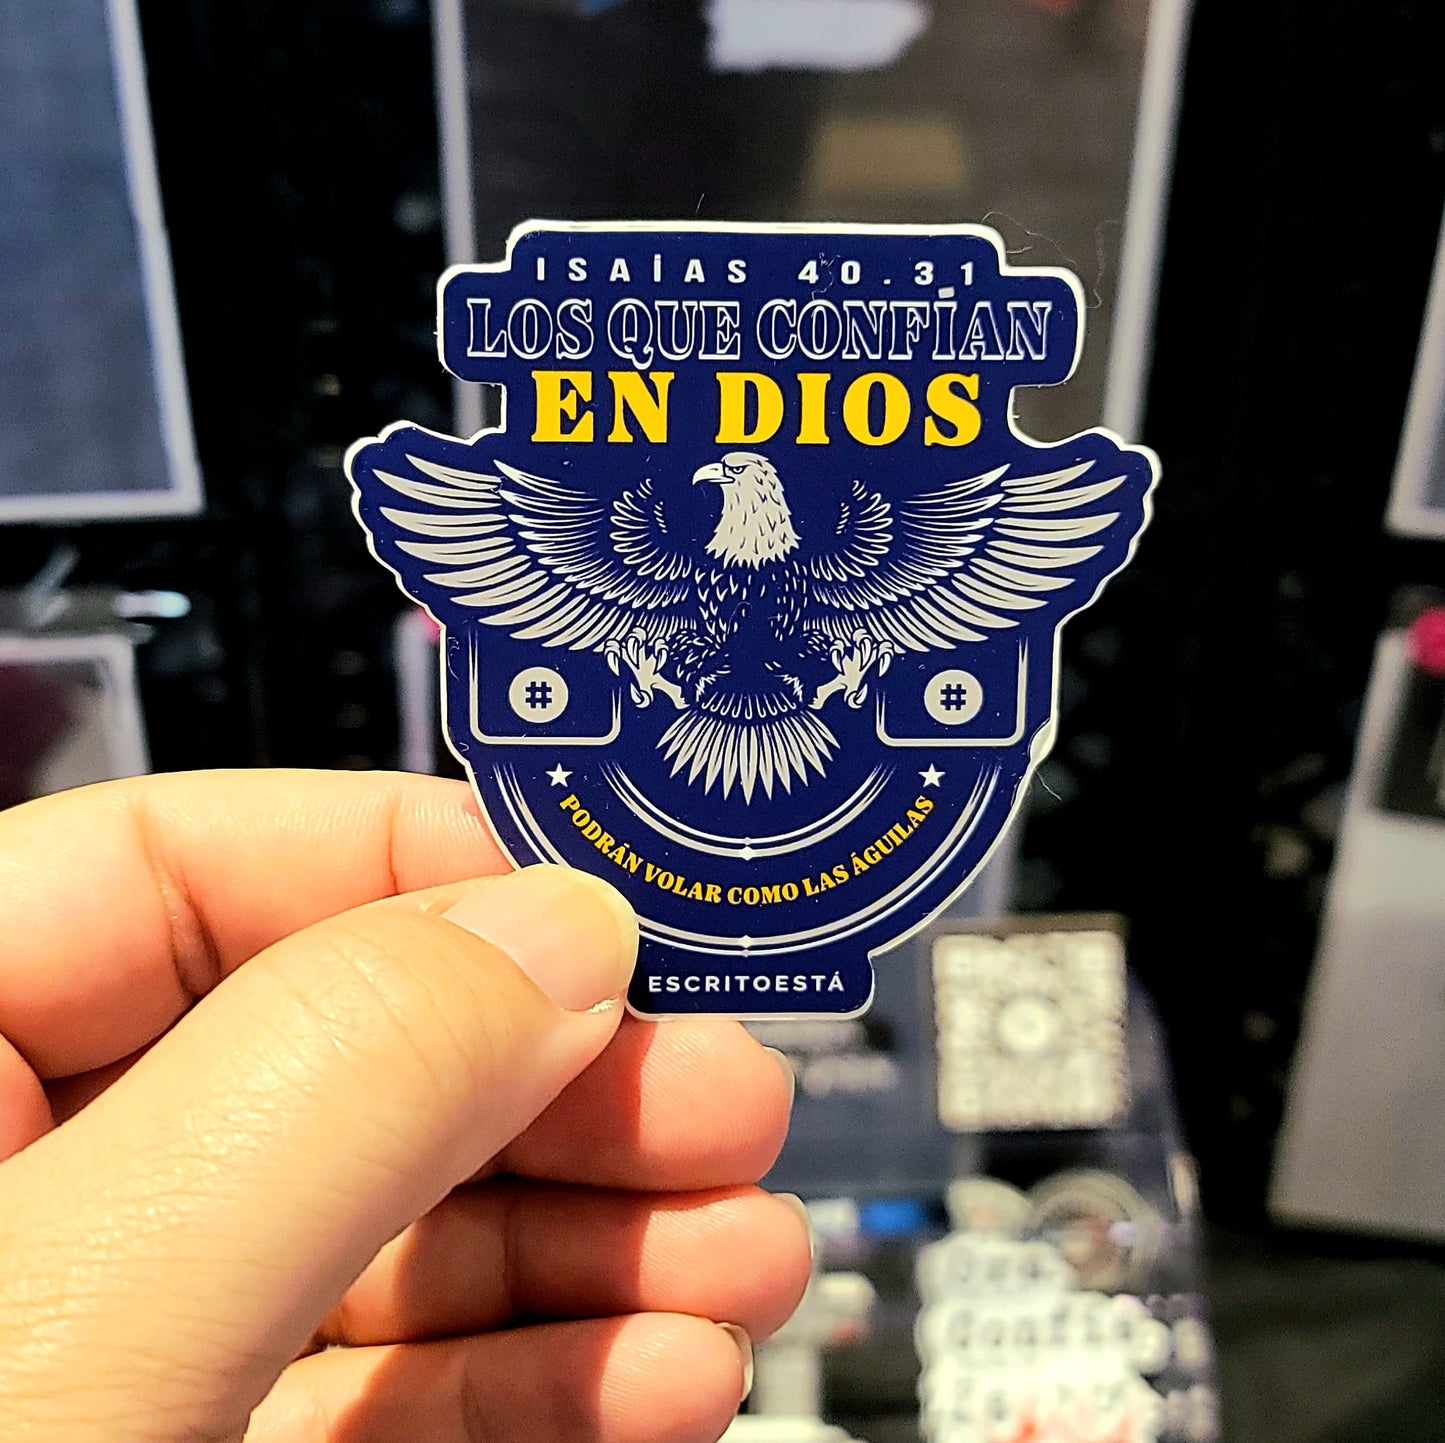 ISAÍAS 40.31
LOS QUE CONFÍAN
EN DIOS
# #
PODRÁN VOLAR COMO LAS ÁGUILAS
ESCRITOESTÁ